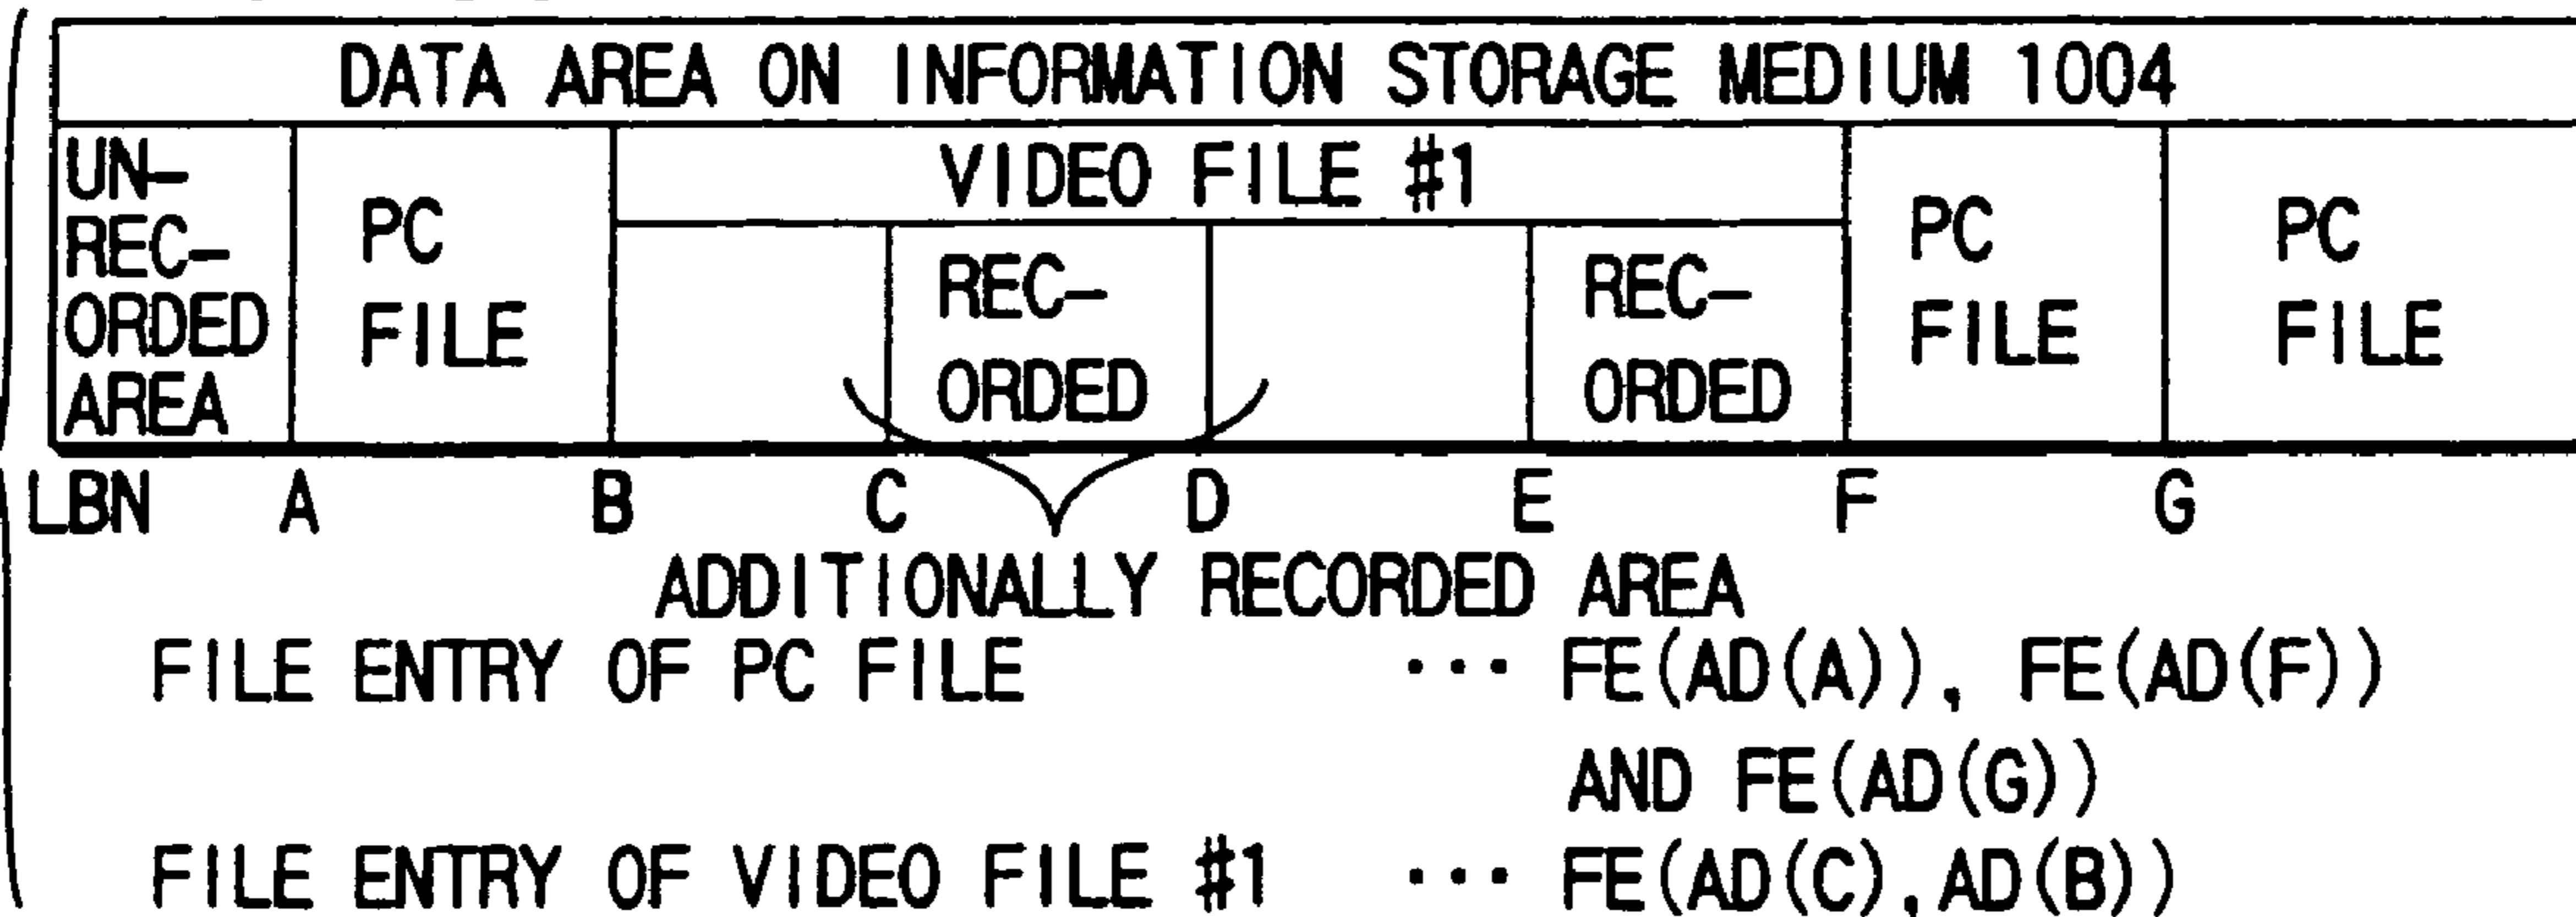 DATA AREA ON INFORMATION STORAGE MEDIUM 1004
UN-
REC-
ORDED
AREA
PC
FILE
VIDEO FILE #1
REC-
ORDED
REC-
ORDED
PC
FILE
PC
FILE
LBN A B C D E F G
ADDITIONALLY RECORDED AREA
FILE ENTRY OF PC FILE ··· FE(AD(A)), FE(AD(F))
AND FE(AD(G))
FILE ENTRY OF VIDEO FILE #1 ··· FE(AD(C), AD(B))